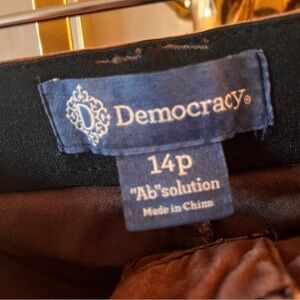 D Democracy®
14p
"Ab"solution
Made in China